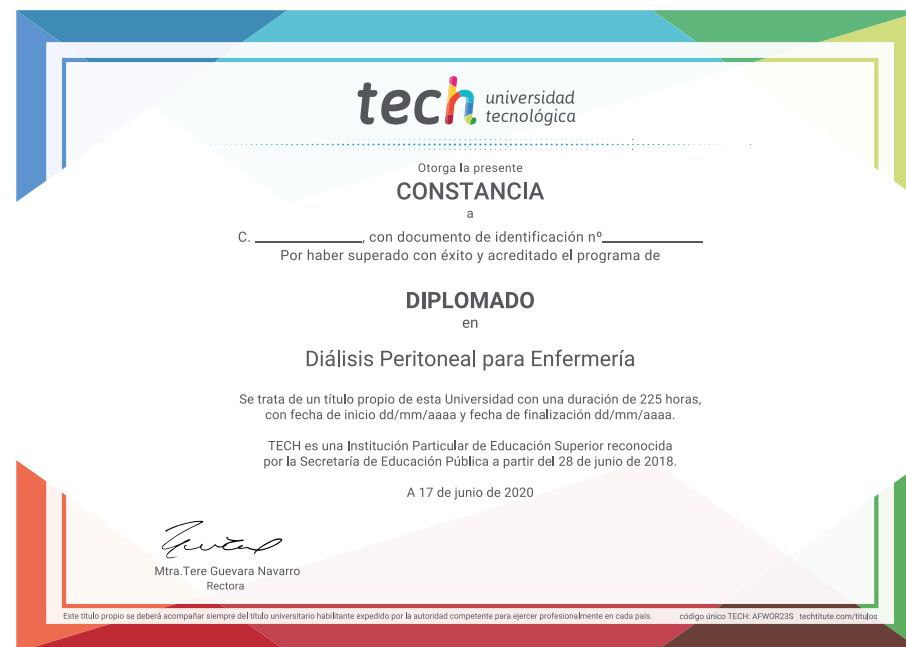 tech universidad
tecnológica
Otorga la presente
CONSTANCIA
a
C. ______________, con documento de identificación nº_____________
Por haber superado con éxito y acreditado el programa de
DIPLOMADO
en
Diálisis Peritoneal para Enfermería
Se trata de un título propio de esta Universidad con una duración de 225 horas,
con fecha de inicio dd/mm/aaaa y fecha de finalización dd/mm/aaaa.
TECH es una Institución Particular de Educación Superior reconocida
por la Secretaría de Educación Pública a partir del 28 de junio de 2018.
A 17 de junio de 2020
Mtra.Tere Guevara Navarro
Rectora
Este título propio se deberá acompañar siempre del título universitario habilitante expedido por la autoridad competente para ejercer profesionalmente en cada país. código único TECH: AFWOR23S techtitute.com/titulos